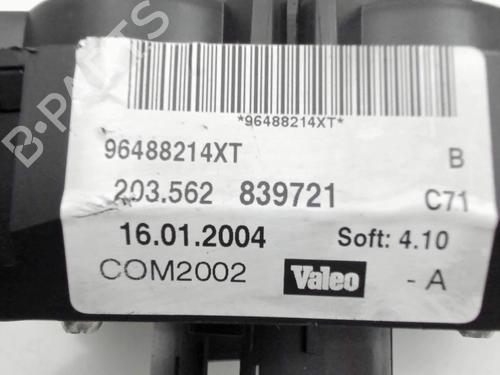 B-PARTS
*96488214XT*
96488214XT B
203.562 839721 C71
16.01.2004 Soft: 4.10
COM2002 Valeo - A